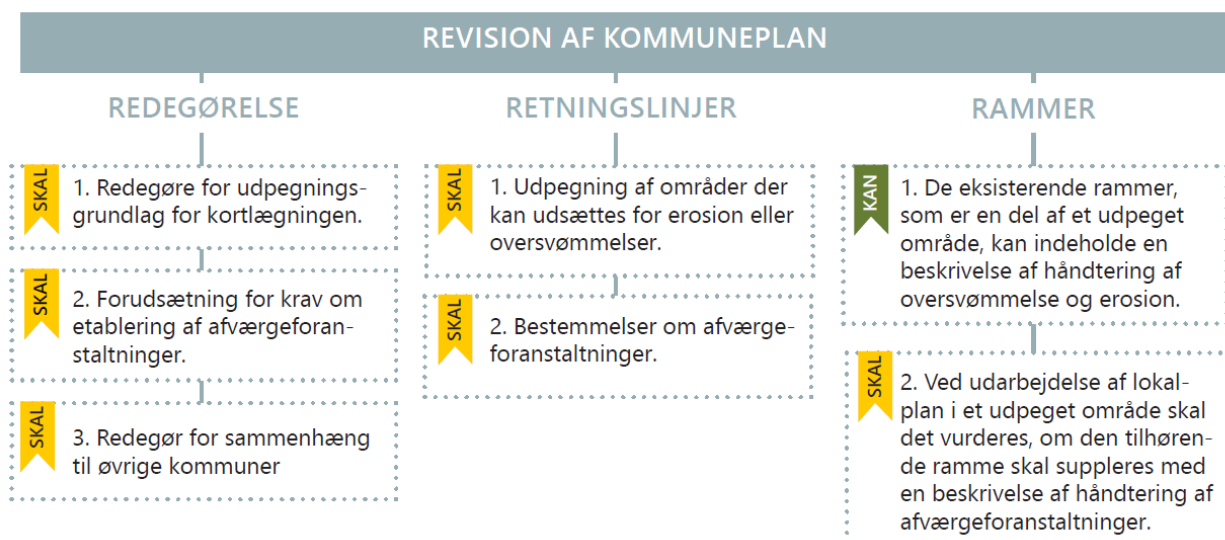 REVISION AF KOMMUNEPLAN
REDEGØRELSE
SKAL
1. Redegøre for udpegnings-
grundlag for kortlægningen.
SKAL
2. Forudsætning for krav om
etablering af afværgeforan-
staltninger.
SKAL
3. Redegør for sammenhæng
til øvrige kommuner
RETNINGSLINJER
SKAL
1. Udpegning af områder der
kan udsættes for erosion eller
oversvømmelser.
SKAL
2. Bestemmelser om afværge-
foranstaltninger.
RAMMER
KAN
1. De eksisterende rammer,
som er en del af et udpeget
område, kan indeholde en
beskrivelse af håndtering af
oversvømmelse og erosion.
SKAL
2. Ved udarbejdelse af lokal-
plan i et udpeget område skal
det vurderes, om den tilhøren-
de ramme skal suppleres med
en beskrivelse af håndtering af
afværgeforanstaltninger.